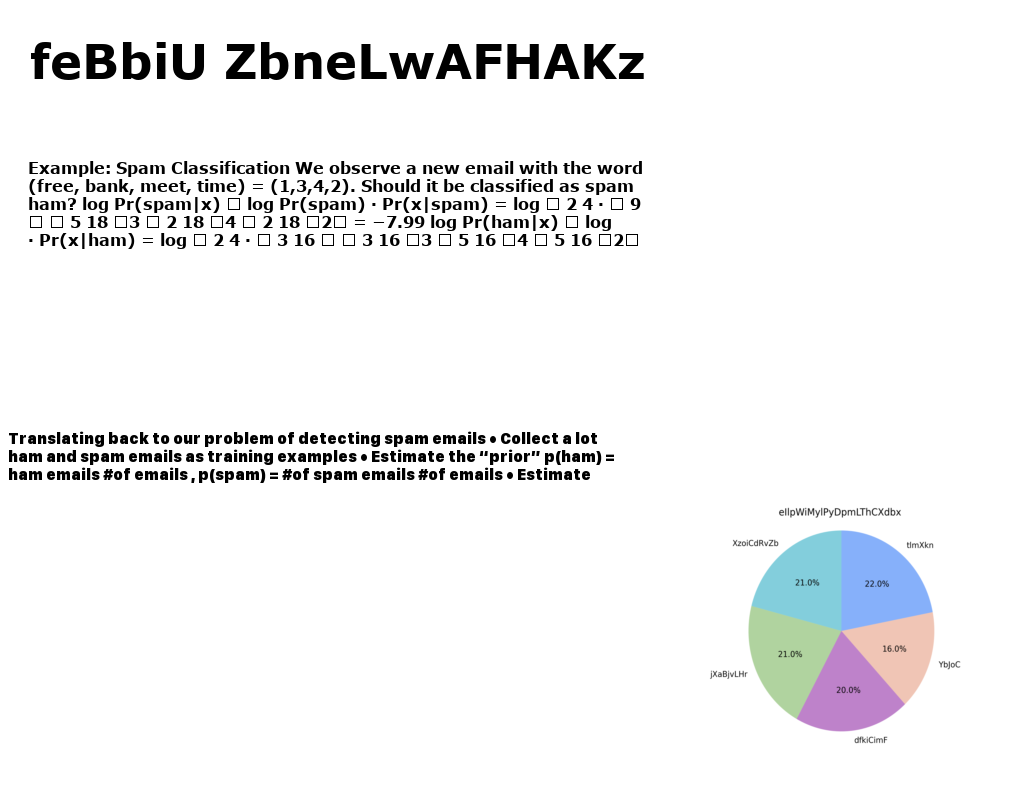 feBbiU ZbneLwAFHAKz
Example: Spam Classification We observe a new email with the word
(free, bank, meet, time) = (1,3,4,2). Should it be classified as spam
ham? log Pr(spam|x) □ log Pr(spam) · Pr(x|spam) = log □ 2 4 · □ 9
□ □ 5 18 □3 □ 2 18 □4 □ 2 18 □2□ = −7.99 log Pr(ham|x) □ log
· Pr(x|ham) = log □ 2 4 · □ 3 16 □ □ 3 16 □3 □ 5 16 □4 □ 5 16 □2□
Translating back to our problem of detecting spam emails • Collect a lot
ham and spam emails as training examples • Estimate the “prior” p(ham) =
ham emails #of emails , p(spam) = #of spam emails #of emails • Estimate
eIlpWiMylPyDpmLThCXdbx
XzoiCdRvZb
tlmXkn
21.0%
22.0%
16.0%
21.0%
YbJoC
jXaBjvLHr
20.0%
dfkiCimF